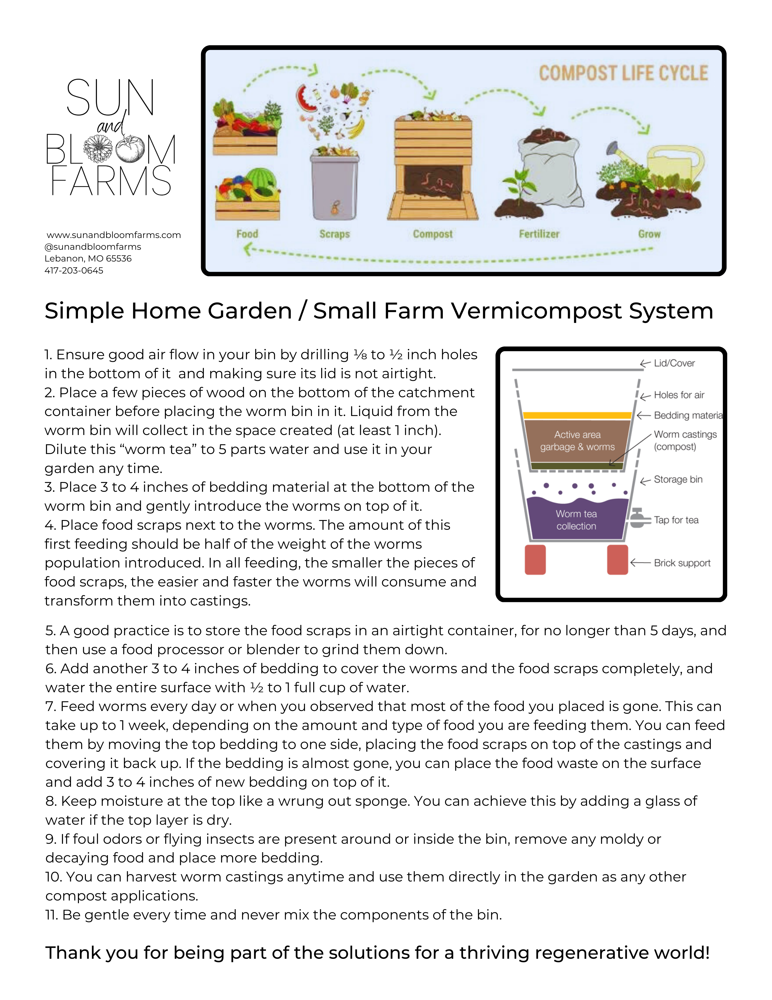 SUN
and
BLOOM
FARMS
www.sunandbloomfarms.com
@sunandbloomfarms
Lebanon, MO 65536
417-203-0645
COMPOST LIFE CYCLE
Food
Scraps
Compost
Fertilizer
Grow
Simple Home Garden / Small Farm Vermicompost System
1. Ensure good air flow in your bin by drilling ⅛ to ½ inch holes
in the bottom of it  and making sure its lid is not airtight.
2. Place a few pieces of wood on the bottom of the catchment
container before placing the worm bin in it. Liquid from the
worm bin will collect in the space created (at least 1 inch).
Dilute this “worm tea” to 5 parts water and use it in your
garden any time.
3. Place 3 to 4 inches of bedding material at the bottom of the
worm bin and gently introduce the worms on top of it.
4. Place food scraps next to the worms. The amount of this
first feeding should be half of the weight of the worms
population introduced. In all feeding, the smaller the pieces of
food scraps, the easier and faster the worms will consume and
transform them into castings.
Lid/Cover
Holes for air
Bedding materia
Active area
garbage & worms
Worm castings
(compost)
Storage bin
Worm tea
collection
Tap for tea
Brick support
5. A good practice is to store the food scraps in an airtight container, for no longer than 5 days, and
then use a food processor or blender to grind them down.
6. Add another 3 to 4 inches of bedding to cover the worms and the food scraps completely, and
water the entire surface with ½ to 1 full cup of water.
7. Feed worms every day or when you observed that most of the food you placed is gone. This can
take up to 1 week, depending on the amount and type of food you are feeding them. You can feed
them by moving the top bedding to one side, placing the food scraps on top of the castings and
covering it back up. If the bedding is almost gone, you can place the food waste on the surface
and add 3 to 4 inches of new bedding on top of it.
8. Keep moisture at the top like a wrung out sponge. You can achieve this by adding a glass of
water if the top layer is dry.
9. If foul odors or flying insects are present around or inside the bin, remove any moldy or
decaying food and place more bedding.
10. You can harvest worm castings anytime and use them directly in the garden as any other
compost applications.
11. Be gentle every time and never mix the components of the bin.
Thank you for being part of the solutions for a thriving regenerative world!